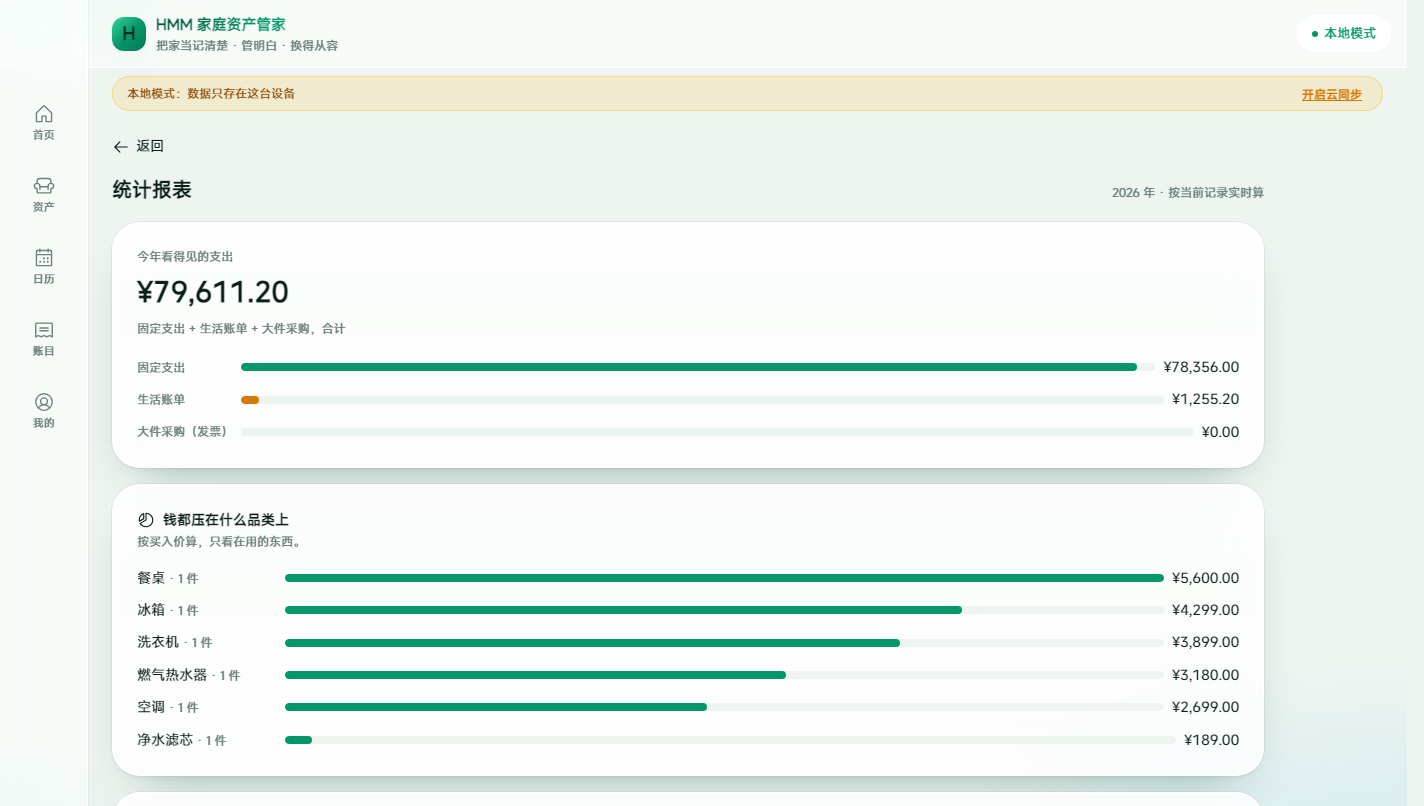 H
HMM 家庭资产管家
把家当记清楚 · 管明白 · 换得从容
本地模式
本地模式：数据只存在这台设备
开启云同步
首页
资产
日历
账目
我的
返回
统计报表
2026 年 · 按当前记录实时算
今年看得见的支出
¥79,611.20
固定支出 + 生活账单 + 大件采购，合计
固定支出 ¥78,356.00
生活账单 ¥1,255.20
大件采购（发票） ¥0.00
钱都压在什么品类上
按买入价算，只看在用的东西。
餐桌 · 1 件 ¥5,600.00
冰箱 · 1 件 ¥4,299.00
洗衣机 · 1 件 ¥3,899.00
燃气热水器 · 1 件 ¥3,180.00
空调 · 1 件 ¥2,699.00
净水滤芯 · 1 件 ¥189.00